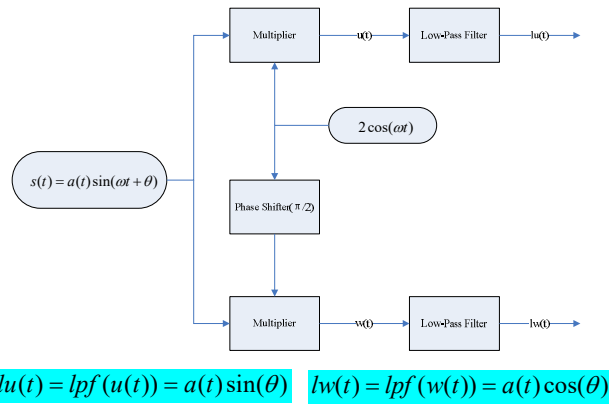 Multiplier
u(t)
Low-Pass Filter
lu(t)
2cos(ωt)
s(t) = a(t)sin(ωt + θ)
Phase Shifter(π/2)
Multiplier
w(t)
Low-Pass Filter
lw(t)
lu(t) = lpf(u(t)) = a(t)sin(θ) lw(t) = lpf(w(t)) = a(t)cos(θ)